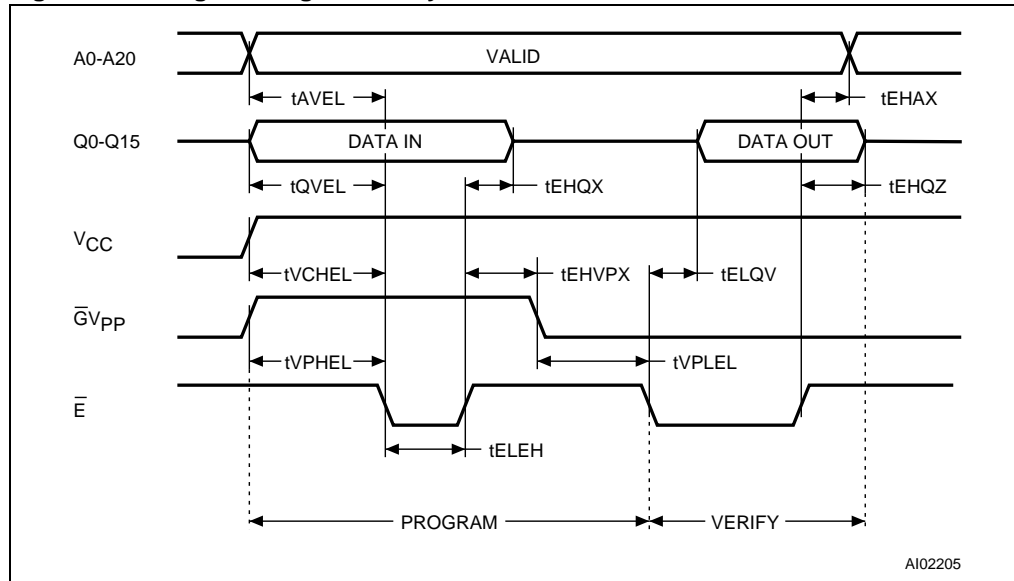 A0-A20
VALID
tAVEL
tEHAX
Q0-Q15
DATA IN
DATA OUT
tQVEL
tEHQX
tEHQZ
VCC
tVCHEL
tEHVPX
tELQV
G̅VPP
tVPHEL
tVPLEL
E̅
tELEH
PROGRAM
VERIFY
AI02205